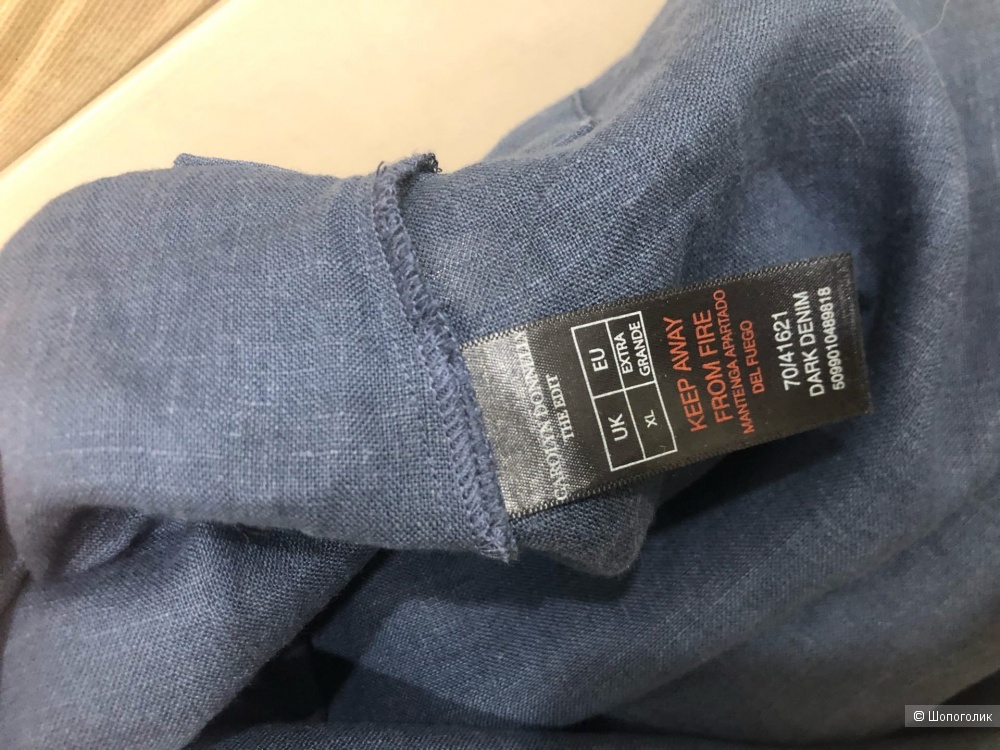 CAROLYN DONNELLY
THE EDIT
UK EU
XL EXTRA GRANDE
KEEP AWAY
FROM FIRE
MANTENGA APARTADO
DEL FUEGO
70/41621
DARK DENIM
5099010489818
© Шопоголик